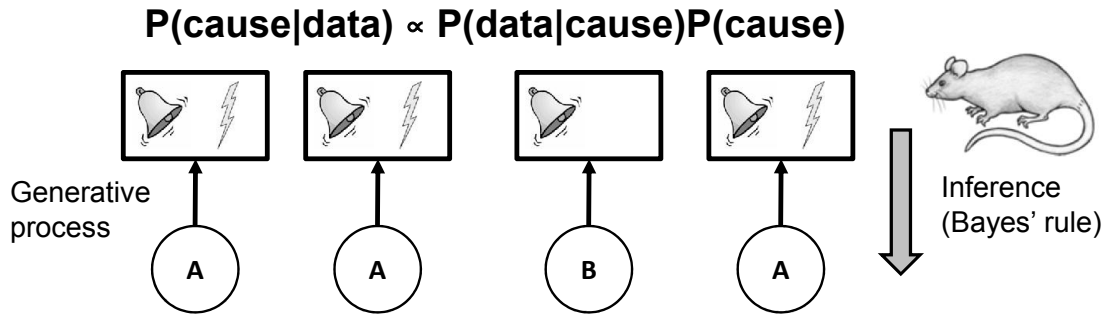 P(cause|data) ∝ P(data|cause)P(cause)
Generative
process
A
A
B
A
Inference
(Bayes’ rule)